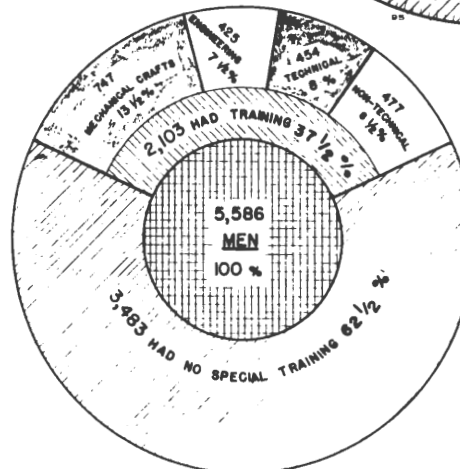 425
ENGINEERING
7 ½%
454
TECHNICAL
8 %
747
MECHANICAL CRAFTS
13 ½ %
477
NON-TECHNICAL
8 ½%
2,103 HAD TRAINING 37 ½ %
5,586
MEN
100 %
3,483 HAD NO SPECIAL TRAINING 62 ½ %